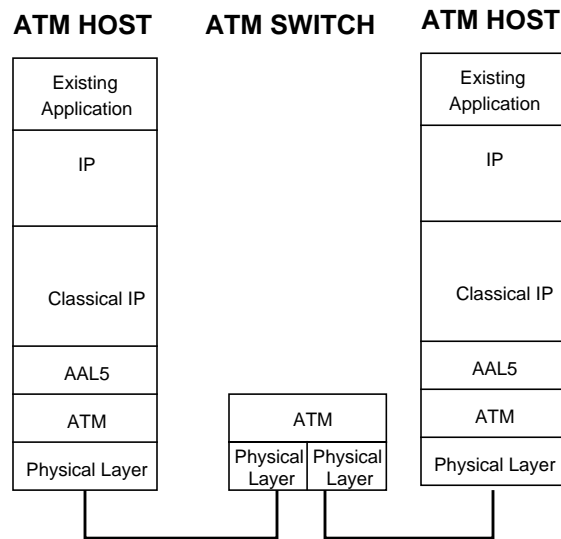 ATM HOST
ATM SWITCH
ATM HOST
Existing
Application
IP
Classical IP
AAL5
ATM
Physical Layer
ATM
Physical
Layer
Physical
Layer
Existing
Application
IP
Classical IP
AAL5
ATM
Physical Layer